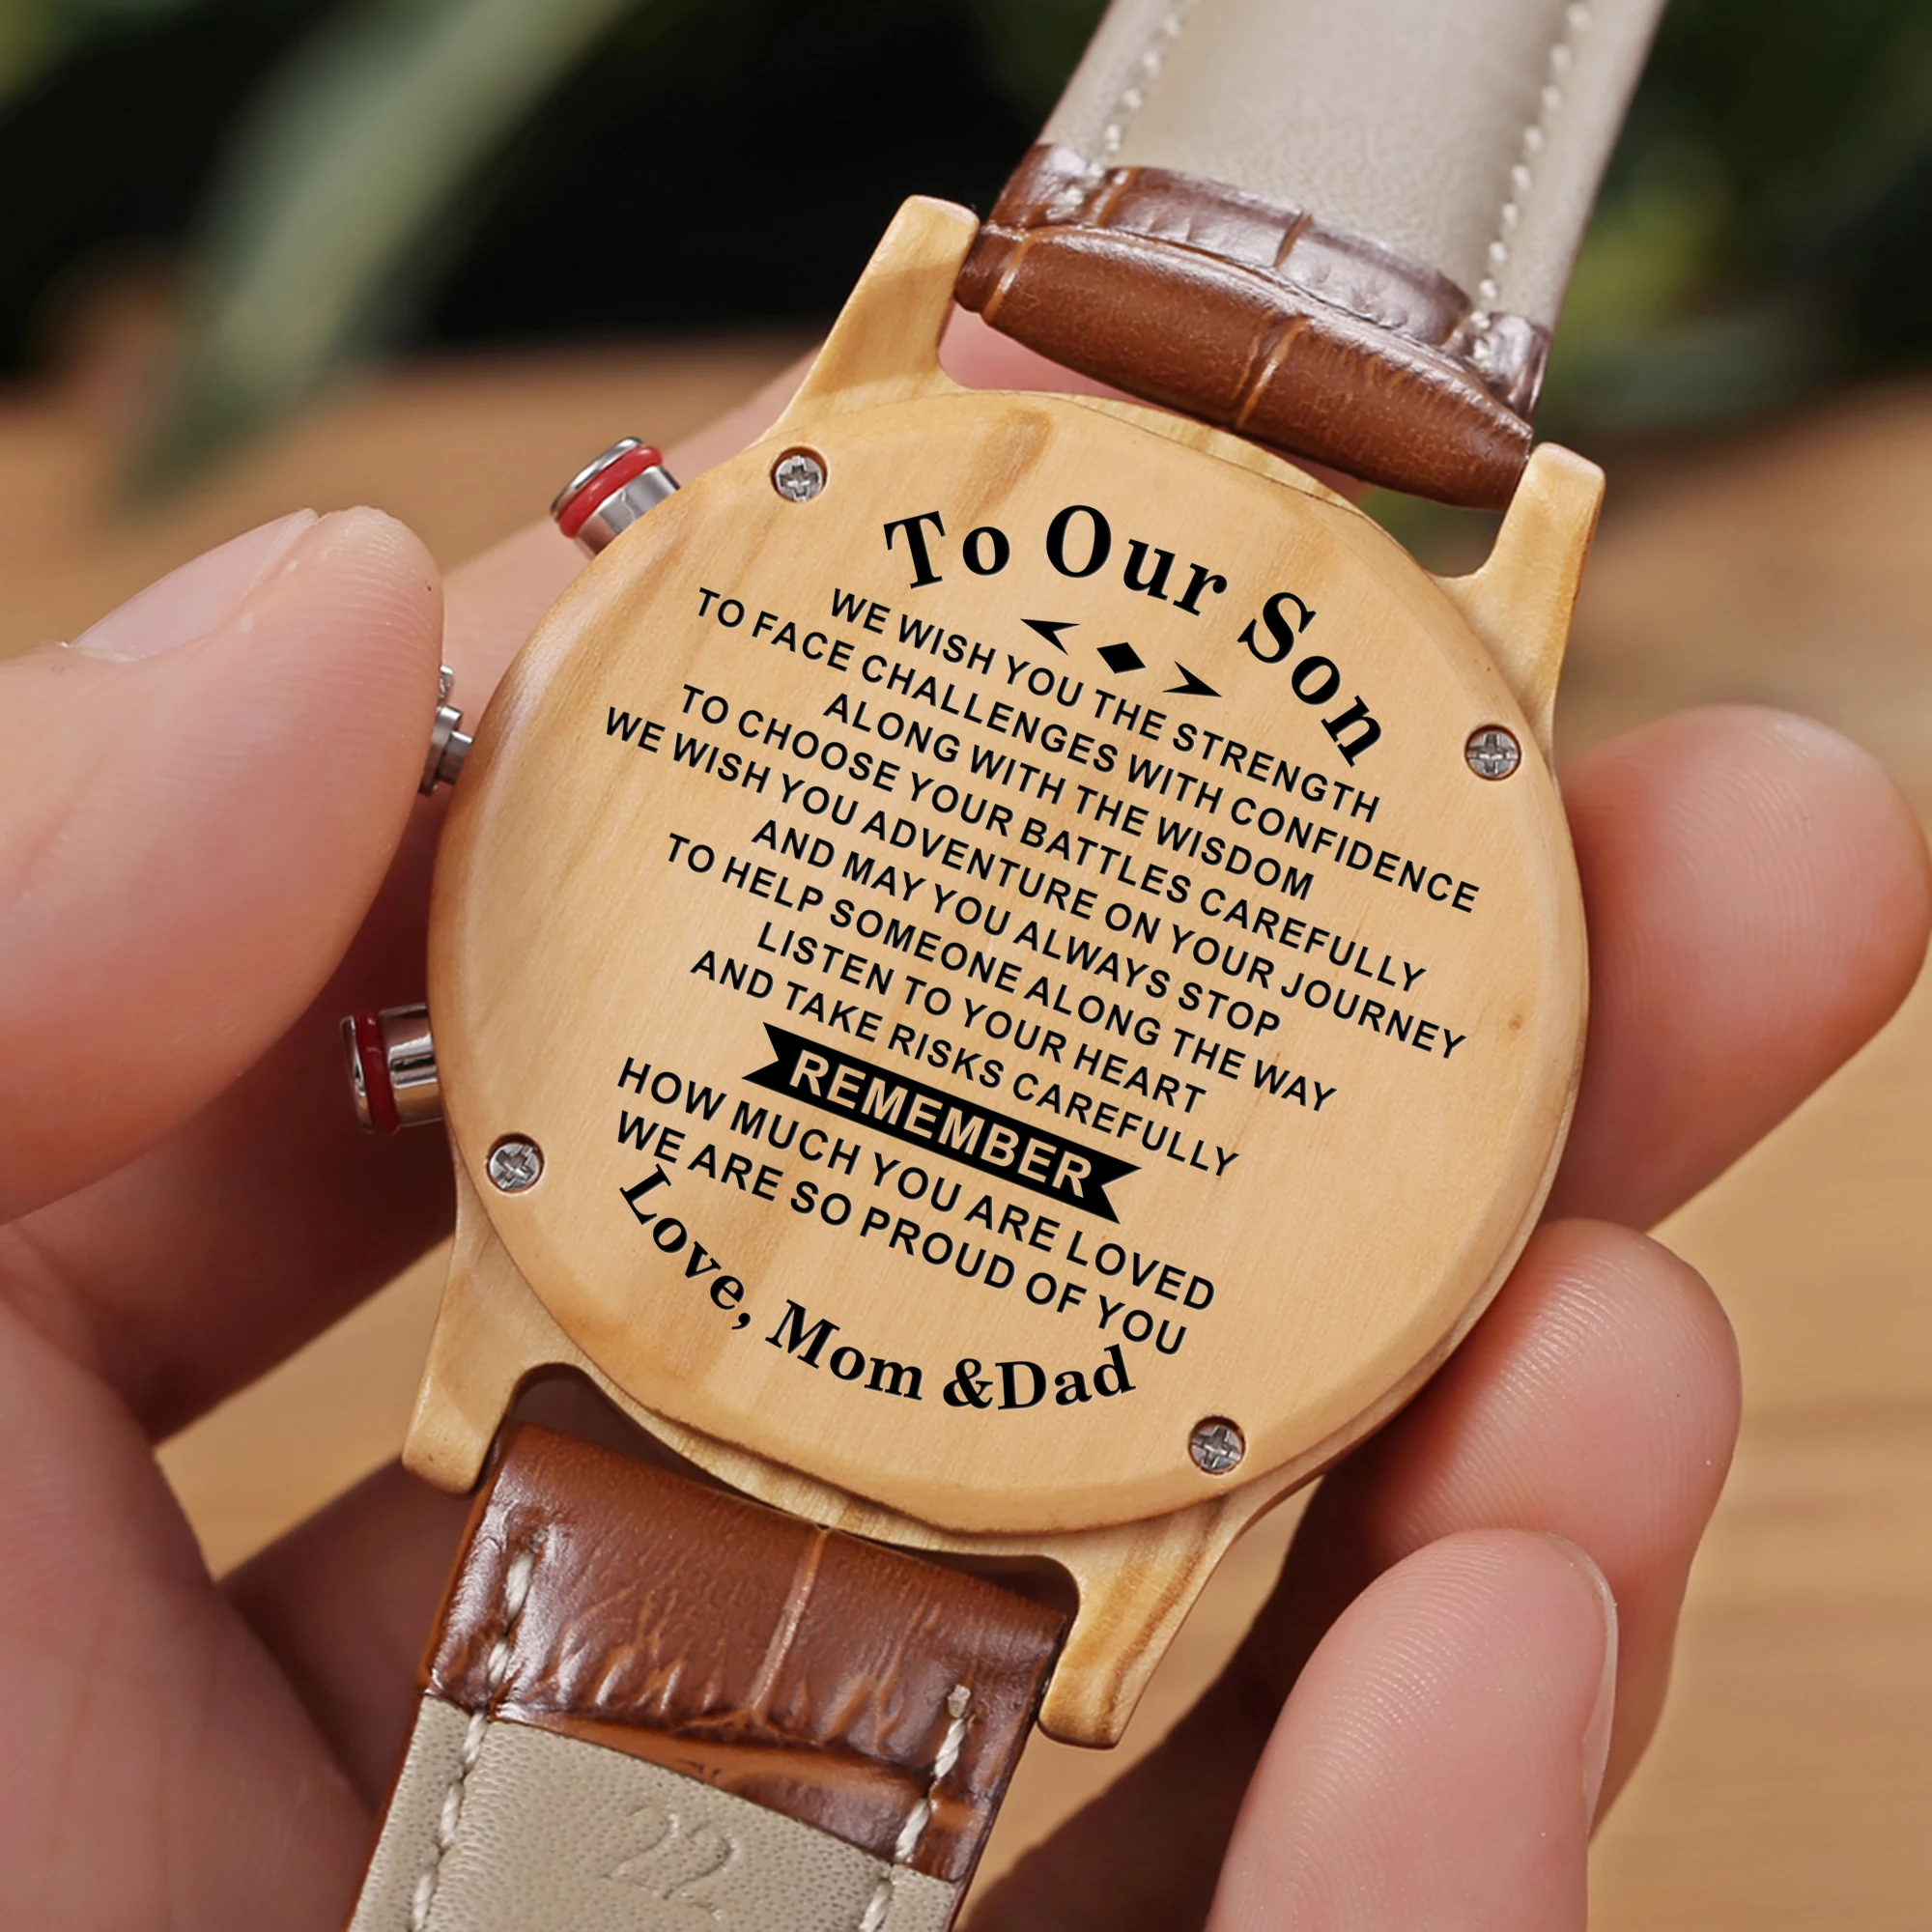 To Our Son
WE WISH YOU THE STRENGTH
TO FACE CHALLENGES WITH CONFIDENCE
ALONG WITH THE WISDOM
TO CHOOSE YOUR BATTLES CAREFULLY
WE WISH YOU ADVENTURE ON YOUR JOURNEY
AND MAY YOU ALWAYS STOP
TO HELP SOMEONE ALONG THE WAY
LISTEN TO YOUR HEART
AND TAKE RISKS CAREFULLY
REMEMBER
HOW MUCH YOU ARE LOVED
WE ARE SO PROUD OF YOU
Love, Mom &Dad
22